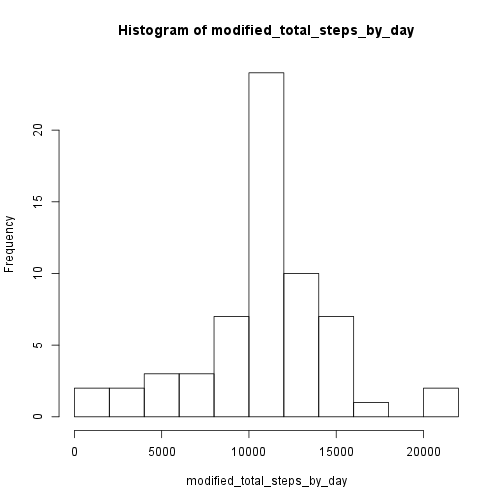 Histogram of modified_total_steps_by_day
Frequency
20
15
10
5
0
0 5000 10000 15000 20000
modified_total_steps_by_day